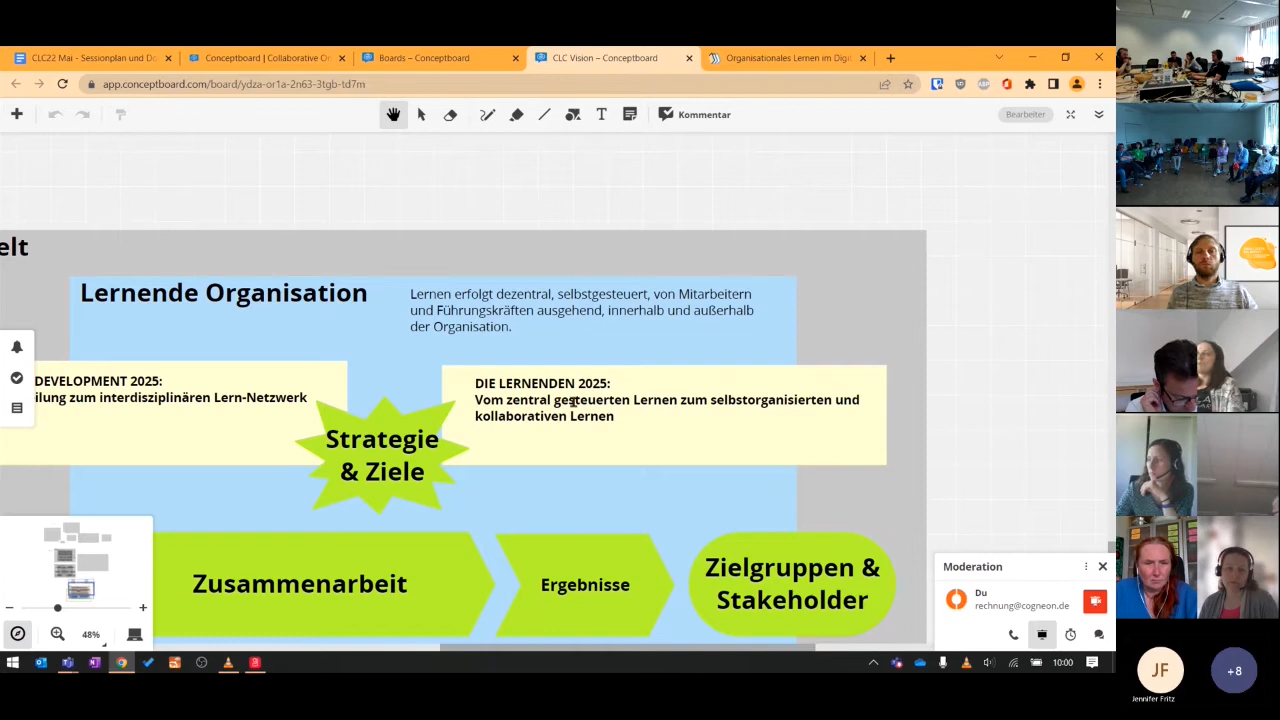 CLC22 Mai - Sessionplan und Do
Conceptboard | Collaborative On
Boards – Conceptboard
CLC Vision – Conceptboard
Organisationales Lernen im Digit
app.conceptboard.com/board/ydza-or1a-2n63-3tgb-td7m
Kommentar
Bearbeiter
elt
Lernende Organisation
Lernen erfolgt dezentral, selbstgesteuert, von Mitarbeitern
und Führungskräften ausgehend, innerhalb und außerhalb
der Organisation.
DEVELOPMENT 2025:
ilung zum interdisziplinären Lern-Netzwerk
DIE LERNENDEN 2025:
Vom zentral gesteuerten Lernen zum selbstorganisierten und
kollaborativen Lernen
Strategie
& Ziele
Zusammenarbeit
Ergebnisse
Zielgruppen &
Stakeholder
Moderation
Du
rechnung@cogneon.de
48%
10:00
JF
Jennifer Fritz
+8